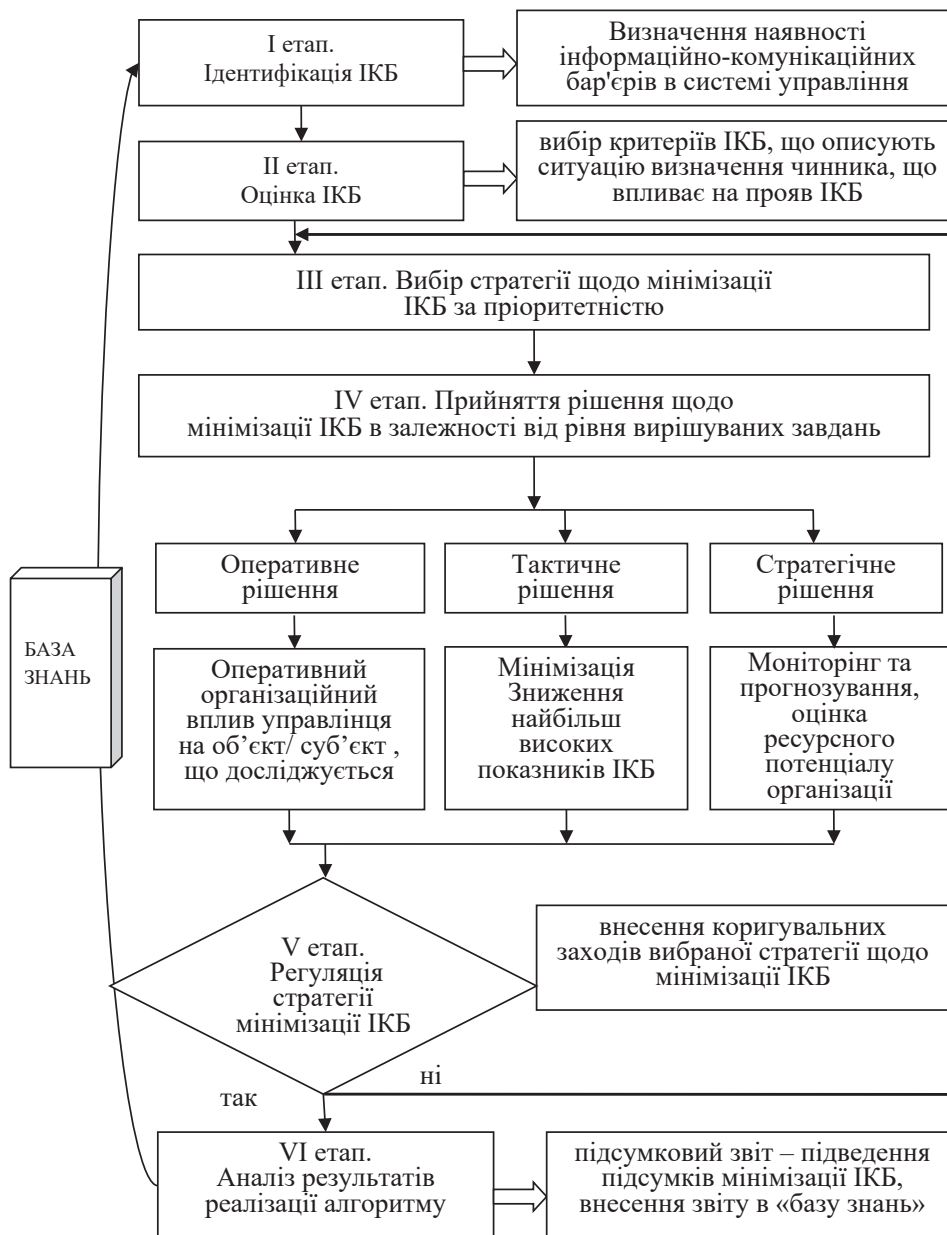 І етап.
Ідентифікація ІКБ
Визначення наявності
інформаційно-комунікаційних
бар'єрів в системі управління
ІІ етап.
Оцінка ІКБ
вибір критеріїв ІКБ, що описують
ситуацію визначення чинника, що
впливає на прояв ІКБ
ІІІ етап. Вибір стратегії щодо мінімізації
ІКБ за пріоритетністю
IV етап. Прийняття рішення щодо
мінімізації ІКБ в залежності від рівня вирішуваних завдань
Оперативне
рішення
Тактичне
рішення
Стратегічне
рішення
БАЗА
ЗНАНЬ
Оперативний
організаційний
вплив управлінця
на об’єкт/ суб’єкт ,
що досліджується
Мінімізація
Зниження
найбільш
високих
показників ІКБ
Моніторінг та
прогнозування,
оцінка
ресурсного
потенціалу
організації
V етап.
Регуляція
стратегії
мінімізації ІКБ
внесення коригувальних
заходів вибраної стратегії щодо
мінімізації ІКБ
так
ні
VI етап.
Аналіз результатів
реалізації алгоритму
підсумковий звіт – підведення
підсумків мінімізації ІКБ,
внесення звіту в «базу знань»